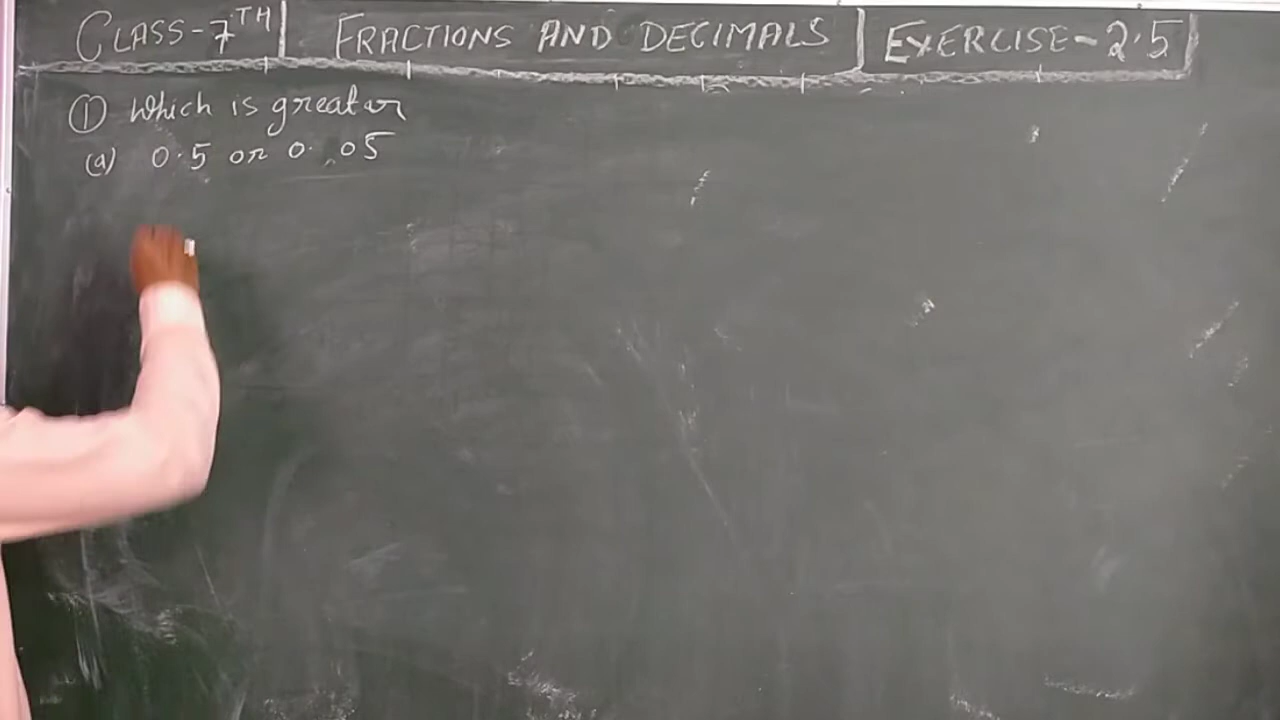 CLASS-7TH | FRACTIONS AND DECIMALS | EXERCISE-2.5
① Which is greater
(a) 0.5 or 0.05